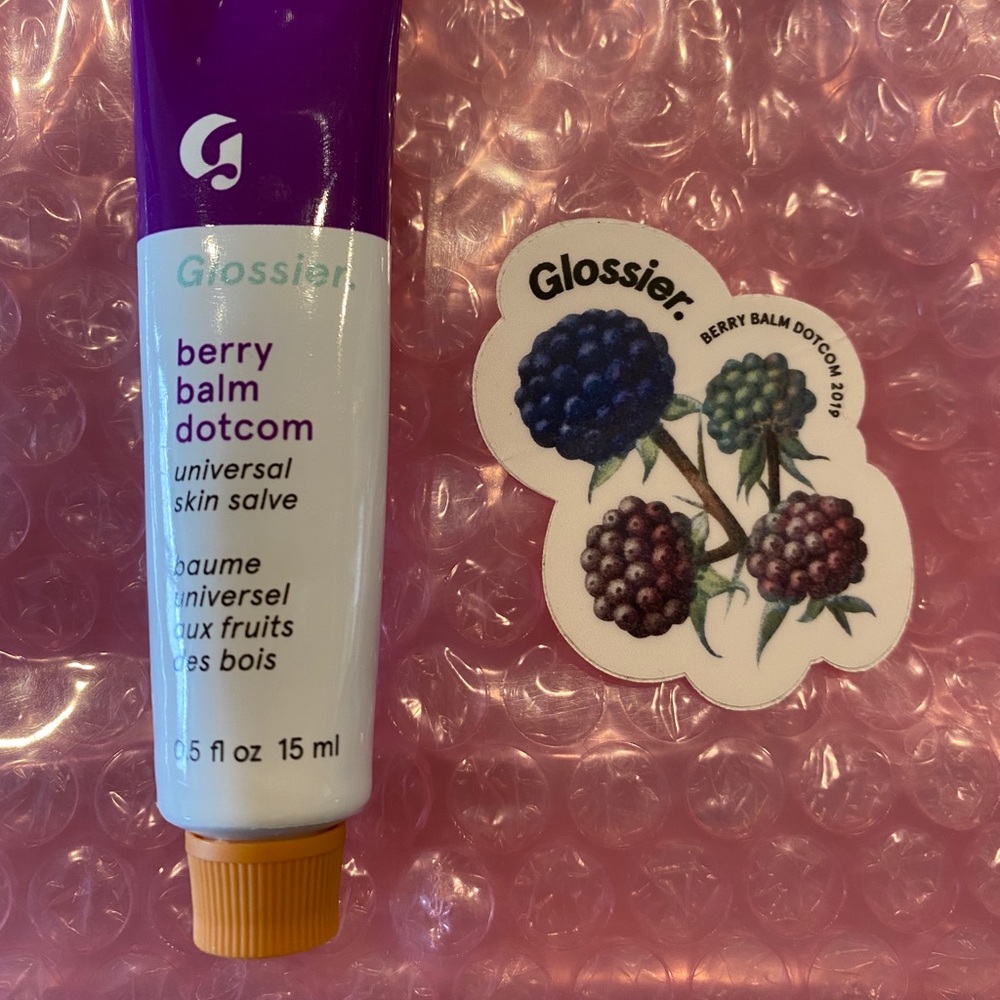 G
Glossier.
berry
balm
dotcom
universal
skin salve
baume
universel
aux fruits
des bois
0.5 fl oz 15 ml
Glossier.
BERRY BALM DOTCOM 2019